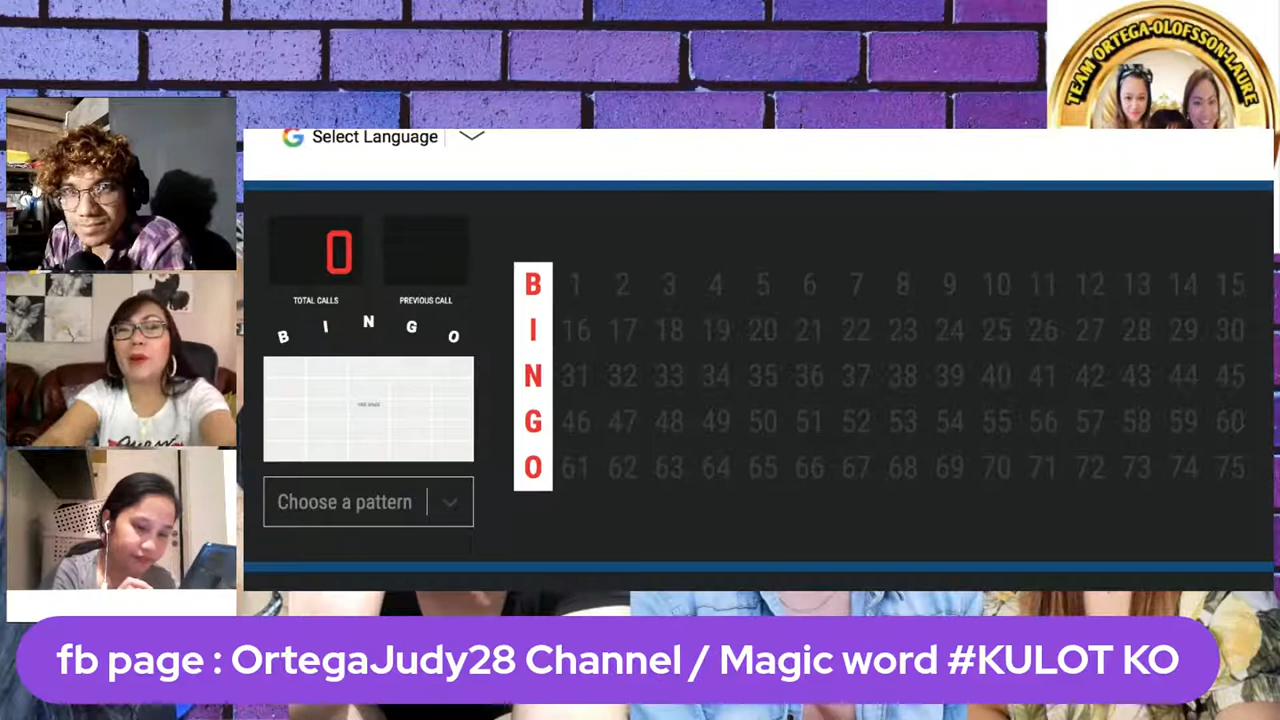 TEAM ORTEGA-OLOFSSON-LAURE
Select Language
0
TOTAL CALLS
PREVIOUS CALL
B I N G O
FREE SPACE
Choose a pattern
B 1 2 3 4 5 6 7 8 9 10 11 12 13 14 15
I 16 17 18 19 20 21 22 23 24 25 26 27 28 29 30
N 31 32 33 34 35 36 37 38 39 40 41 42 43 44 45
G 46 47 48 49 50 51 52 53 54 55 56 57 58 59 60
O 61 62 63 64 65 66 67 68 69 70 71 72 73 74 75
fb page : OrtegaJudy28 Channel / Magic word #KULOT KO